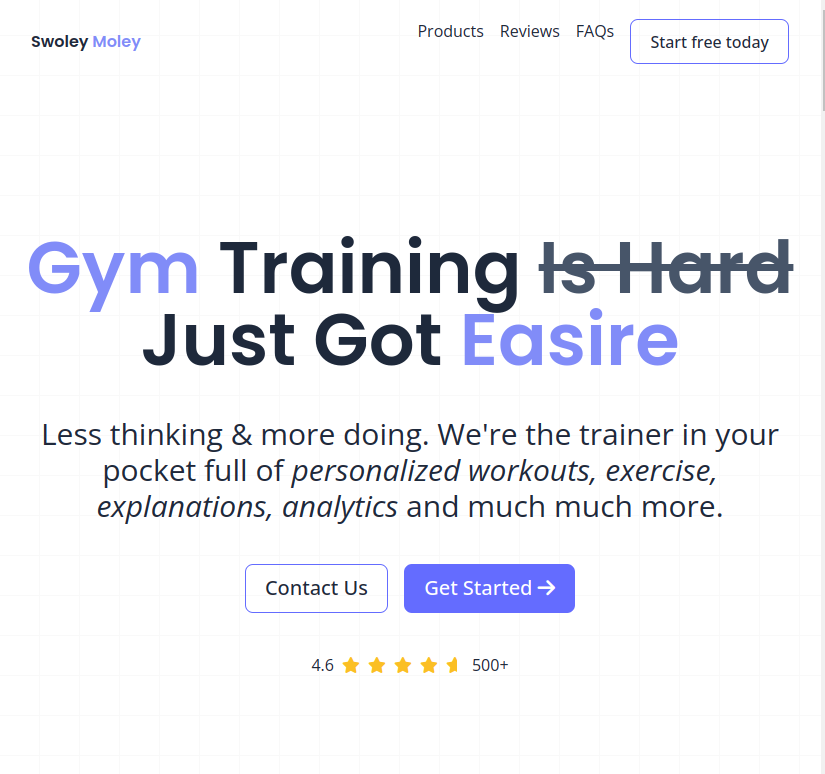 Swoley Moley
Products Reviews FAQs Start free today
Gym Training Is Hard
Just Got Easire
Less thinking & more doing. We're the trainer in your
pocket full of personalized workouts, exercise,
explanations, analytics and much much more.
Contact Us Get Started
4.6 500+